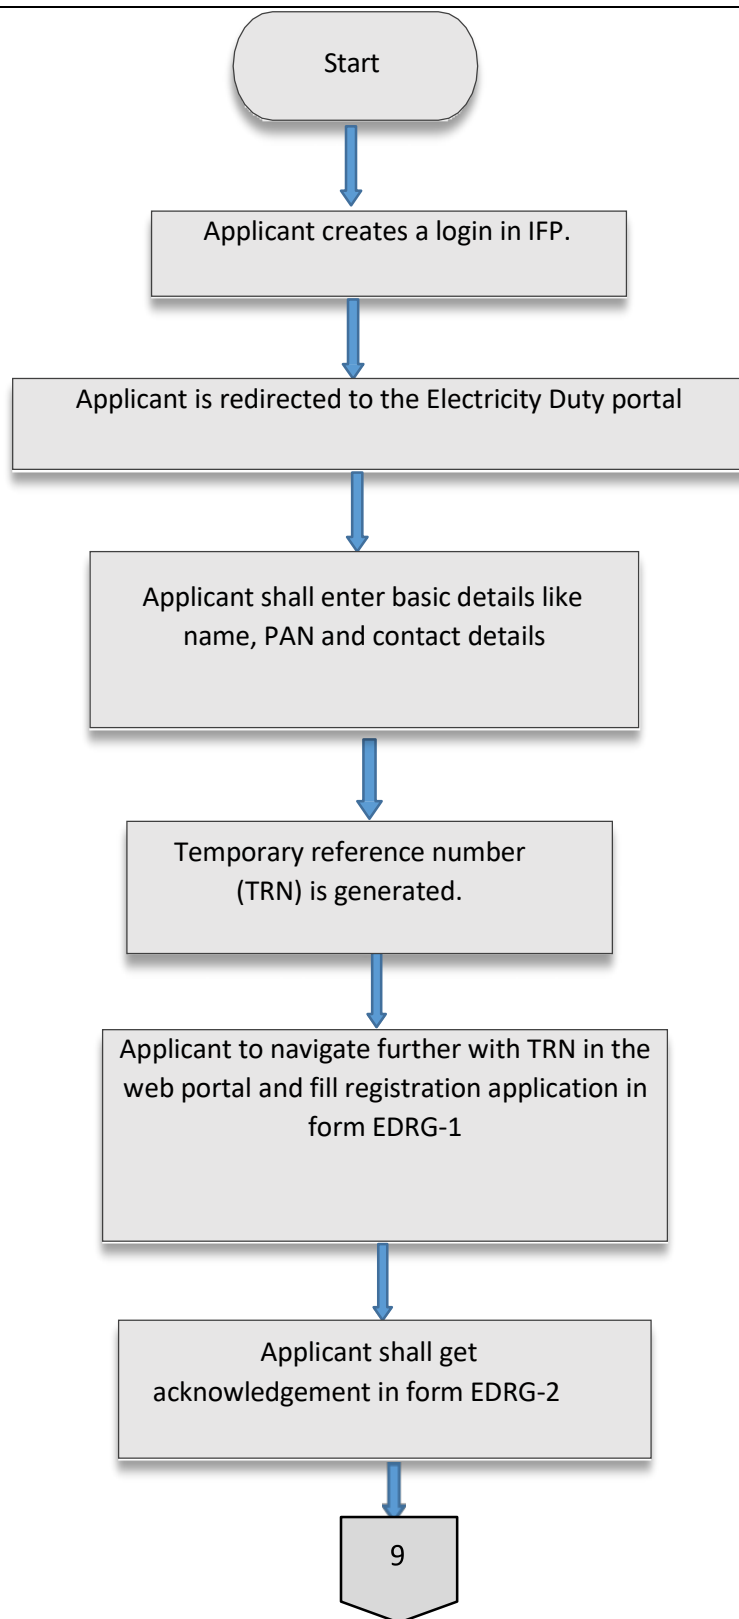 Start
Applicant creates a login in IFP.
Applicant is redirected to the Electricity Duty portal
Applicant shall enter basic details like
name, PAN and contact details
Temporary reference number
(TRN) is generated.
Applicant to navigate further with TRN in the
web portal and fill registration application in
form EDRG-1
Applicant shall get
acknowledgement in form EDRG-2
9